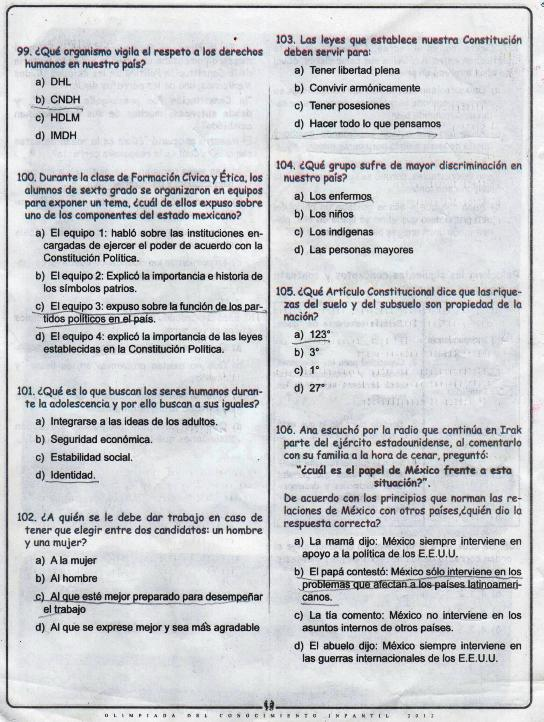 99. ¿Qué organismo vigila el respeto a los derechos
humanos en nuestro país?
a) DHL
b) CNDH
c) HDLM
d) IMDH
100. Durante la clase de Formación Cívica y Ética, los
alumnos de sexto grado se organizaron en equipos
para exponer un tema, ¿cuál de ellos expuso sobre
uno de los componentes del estado mexicano?
a) El equipo 1: habló sobre las instituciones en-
cargadas de ejercer el poder de acuerdo con la
Constitución Política.
b) El equipo 2: Explicó la importancia e historia de
los símbolos patrios.
c) El equipo 3: expuso sobre la función de los par-
tidos políticos en el país.
d) El equipo 4: explicó la importancia de las leyes
establecidas en la Constitución Política.
101. ¿Qué es lo que buscan los seres humanos duran-
te la adolescencia y por ello buscan a sus iguales?
a) Integrarse a las ideas de los adultos.
b) Seguridad económica.
c) Estabilidad social.
d) Identidad.
102. ¿A quién se le debe dar trabajo en caso de
tener que elegir entre dos candidatos: un hombre
y una mujer?
a) A la mujer
b) Al hombre
c) Al que esté mejor preparado para desempeñar
el trabajo
d) Al que se exprese mejor y sea más agradable
103. Las leyes que establece nuestra Constitución
deben servir para:
a) Tener libertad plena
b) Convivir armónicamente
c) Tener posesiones
d) Hacer todo lo que pensamos
104. ¿Qué grupo sufre de mayor discriminación en
nuestro país?
a) Los enfermos
b) Los niños
c) Los indígenas
d) Las personas mayores
105. ¿Qué Artículo Constitucional dice que las rique-
zas del suelo y del subsuelo son propiedad de la
nación?
a) 123°
b) 3°
c) 1°
d) 27°
106. Ana escuchó por la radio que continúa en Irak
parte del ejército estadounidense, al comentarlo
con su familia a la hora de cenar, preguntó:
"¿cuál es el papel de México frente a esta
situación?".
De acuerdo con los principios que norman las re-
laciones de México con otros países,¿quién dio la
respuesta correcta?
a) La mamá dijo: México siempre interviene en
apoyo a la política de los E.E.U.U.
b) El papá contestó: México sólo interviene en los
problemas que afectan a los países latinoameri-
canos.
c) La tía comento: México no interviene en los
asuntos internos de otros países.
d) El abuelo dijo: México siempre interviene en
las guerras internacionales de los E.E.U.U.
OLIMPIADA DEL CONOCIMIENTO INFANTIL 2012